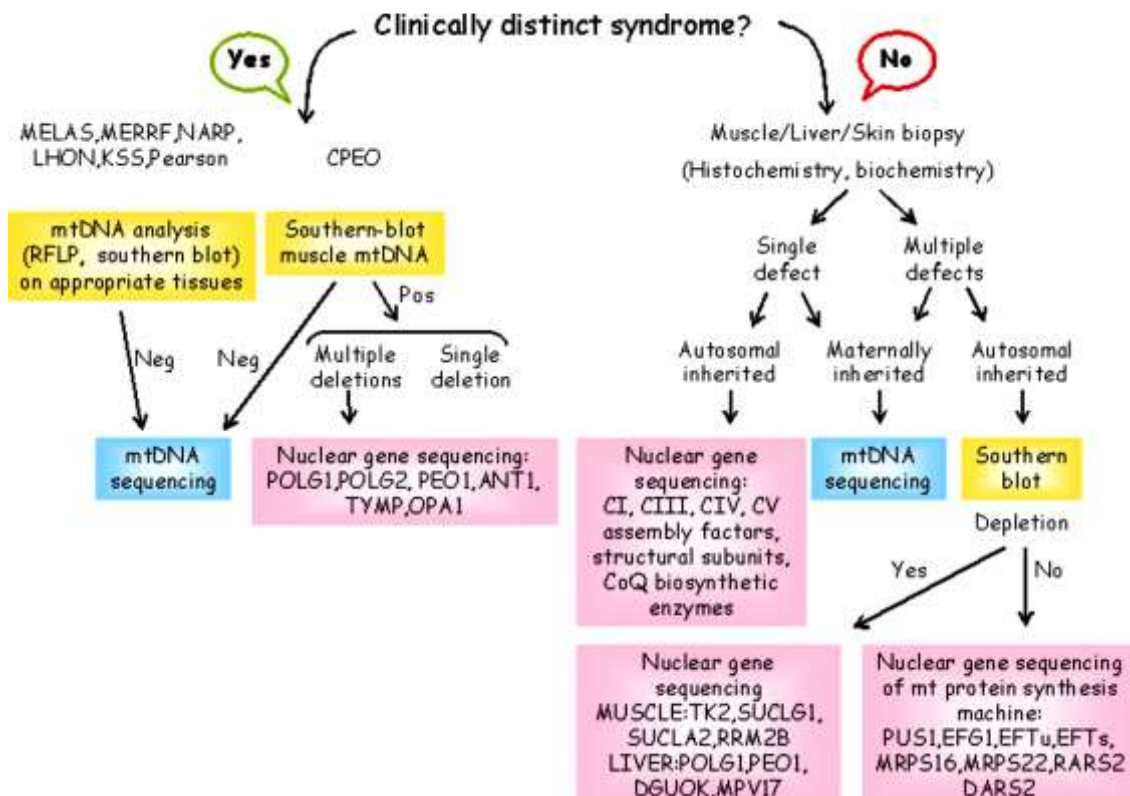 Clinically distinct syndrome?
Yes
No
MELAS,MERRF,NARP,
LHON,KSS,Pearson
CPEO
Muscle/Liver/Skin biopsy
(Histochemistry, biochemistry)
mtDNA analysis
(RFLP, southern blot)
on appropriate tissues
Southern-blot
muscle mtDNA
Single
defect
Multiple
defects
Pos
Neg
Neg
Multiple
deletions
Single
deletion
Autosomal
inherited
Maternally
inherited
Autosomal
inherited
mtDNA
sequencing
Nuclear gene sequencing:
POLG1,POLG2, PEO1,ANT1,
TYMP,OPA1
Nuclear gene
sequencing:
CI, CIII, CIV, CV
assembly factors,
structural subunits,
CoQ biosynthetic
enzymes
mtDNA
sequencing
Southern
blot
Depletion
Yes
No
Nuclear gene
sequencing
MUSCLE:TK2,SUCLG1,
SUCLA2,RRM2B
LIVER:POLG1,PEO1,
DGUOK,MPV17
Nuclear gene sequencing
of mt protein synthesis
machine:
PUS1,EFG1,EFTu,EFTs,
MRPS16,MRPS22,RARS2
DARS2